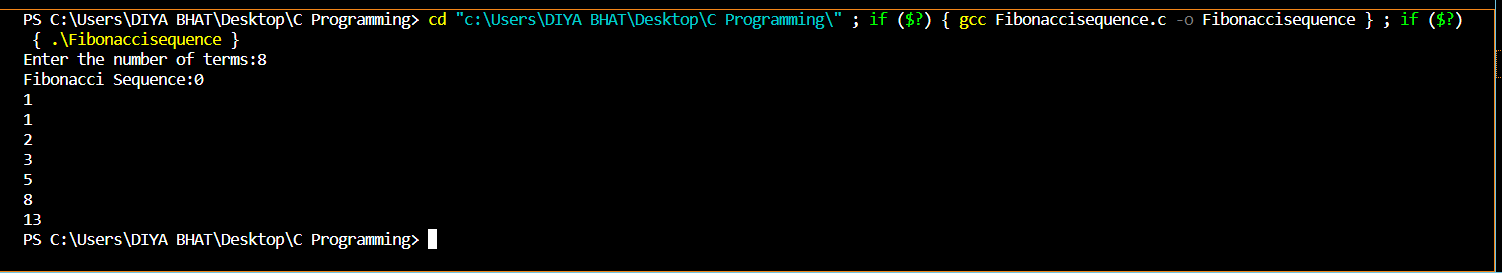 PS C:\Users\DIYA BHAT\Desktop\C Programming> cd "c:\Users\DIYA BHAT\Desktop\C Programming\" ; if ($?) { gcc Fibonaccisequence.c -o Fibonaccisequence } ; if ($?)
{ .\Fibonaccisequence }
Enter the number of terms:8
Fibonacci Sequence:0
1
1
2
3
5
8
13
PS C:\Users\DIYA BHAT\Desktop\C Programming>